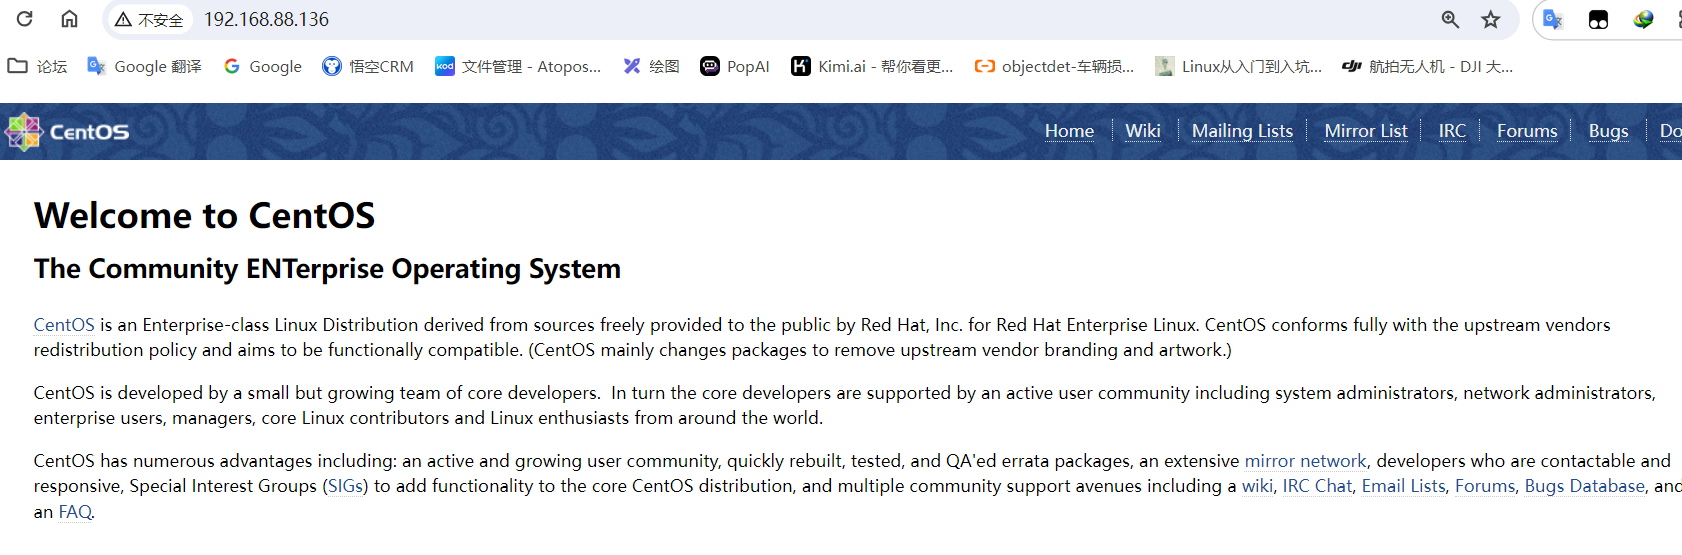 不安全 192.168.88.136
论坛 Google 翻译 Google 悟空CRM kod 文件管理 - Atopos... 绘图 PopAI Kimi.ai - 帮你看更... objectdet-车辆损... Linux从入门到入坑... 航拍无人机 - DJI 大...
CentOS Home Wiki Mailing Lists Mirror List IRC Forums Bugs Do
Welcome to CentOS
The Community ENTerprise Operating System
CentOS is an Enterprise-class Linux Distribution derived from sources freely provided to the public by Red Hat, Inc. for Red Hat Enterprise Linux. CentOS conforms fully with the upstream vendors
redistribution policy and aims to be functionally compatible. (CentOS mainly changes packages to remove upstream vendor branding and artwork.)
CentOS is developed by a small but growing team of core developers.  In turn the core developers are supported by an active user community including system administrators, network administrators,
enterprise users, managers, core Linux contributors and Linux enthusiasts from around the world.
CentOS has numerous advantages including: an active and growing user community, quickly rebuilt, tested, and QA'ed errata packages, an extensive mirror network, developers who are contactable and
responsive, Special Interest Groups (SIGs) to add functionality to the core CentOS distribution, and multiple community support avenues including a wiki, IRC Chat, Email Lists, Forums, Bugs Database, and
an FAQ.